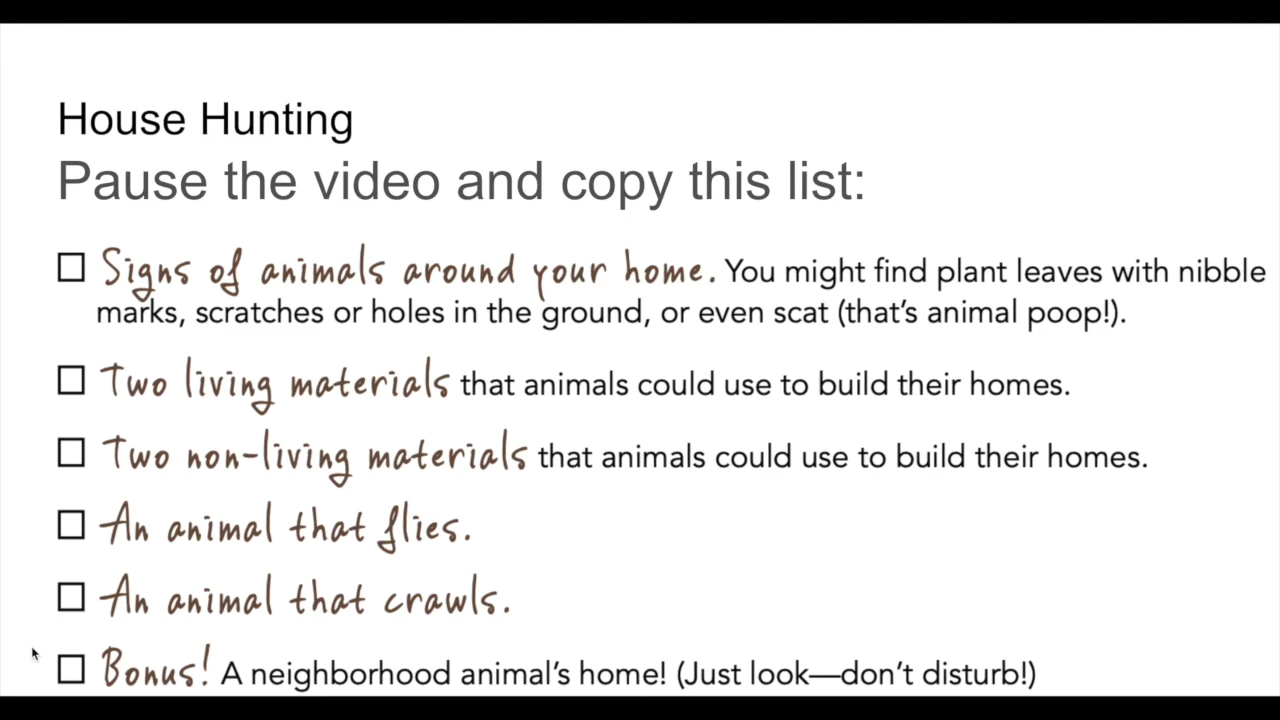 House Hunting
Pause the video and copy this list:
Signs of animals around your home. You might find plant leaves with nibble
marks, scratches or holes in the ground, or even scat (that’s animal poop!).
Two living materials that animals could use to build their homes.
Two non-living materials that animals could use to build their homes.
An animal that flies.
An animal that crawls.
Bonus! A neighborhood animal’s home! (Just look—don’t disturb!)